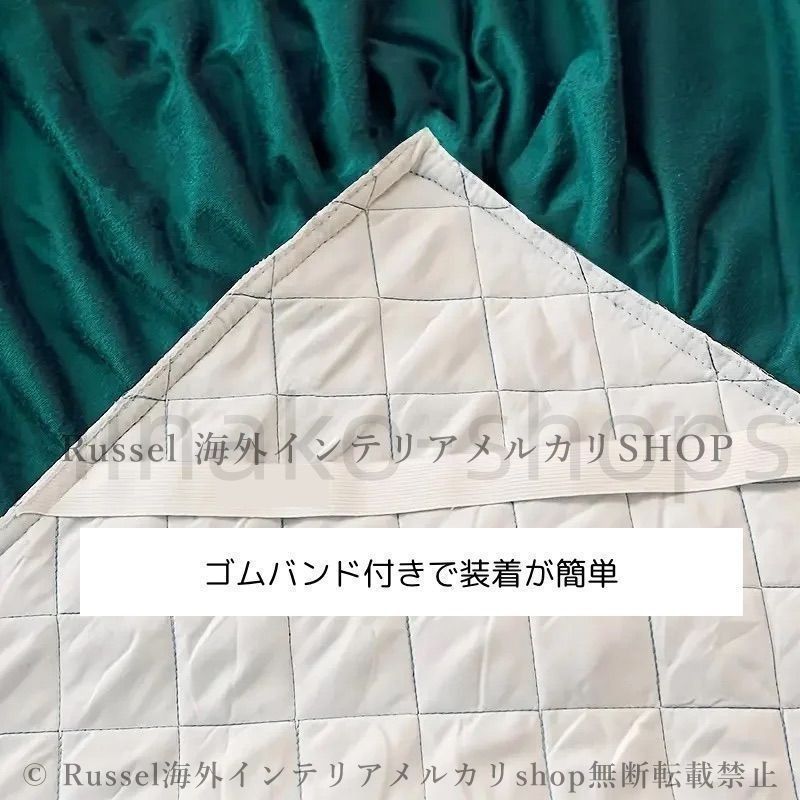 unako-shops
Russel 海外インテリアメルカリSHOP
ゴムバンド付きで装着が簡単
© Russel海外インテリアメルカリshop無断転載禁止